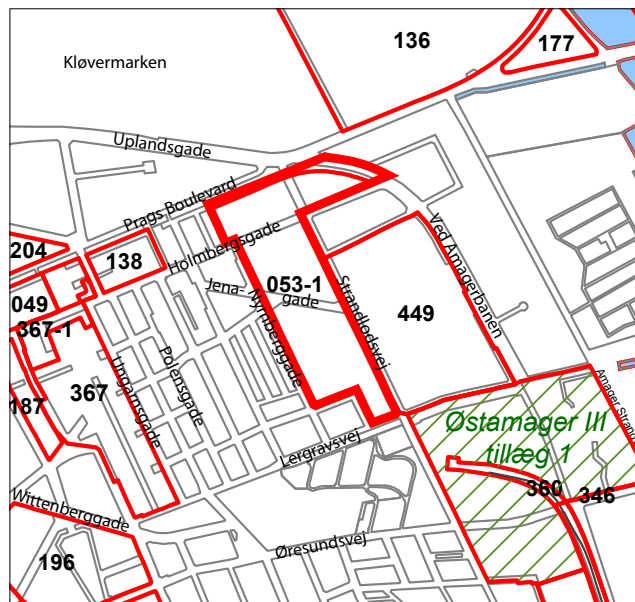 136
177
Kløvermarken
Uplandsgade
Prags Boulevard
204
138
Holmbergsgade
Ved Amagerbanen
049
Jena-
gade
053-1
Strandlodsvej
449
367-1
Nyrnberggade
Ungarnsgade
Polensgade
187
367
Amager Strand
Østamager III
tillæg 1
Lergravsvej
360
346
Wittenberggade
Øresundsvej
196